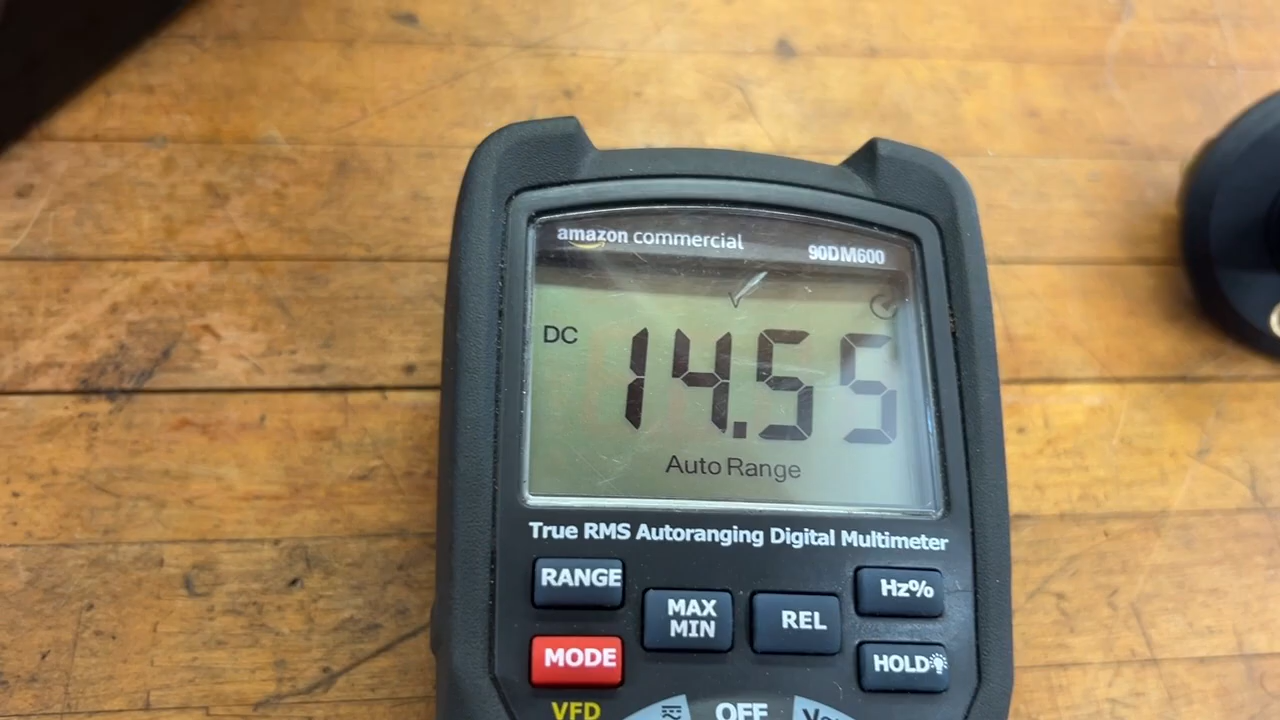 amazon commercial
90DM600
V
DC
14.55
Auto Range
True RMS Autoranging Digital Multimeter
RANGE
MAX MIN
REL
Hz%
MODE
HOLD
VFD
OFF